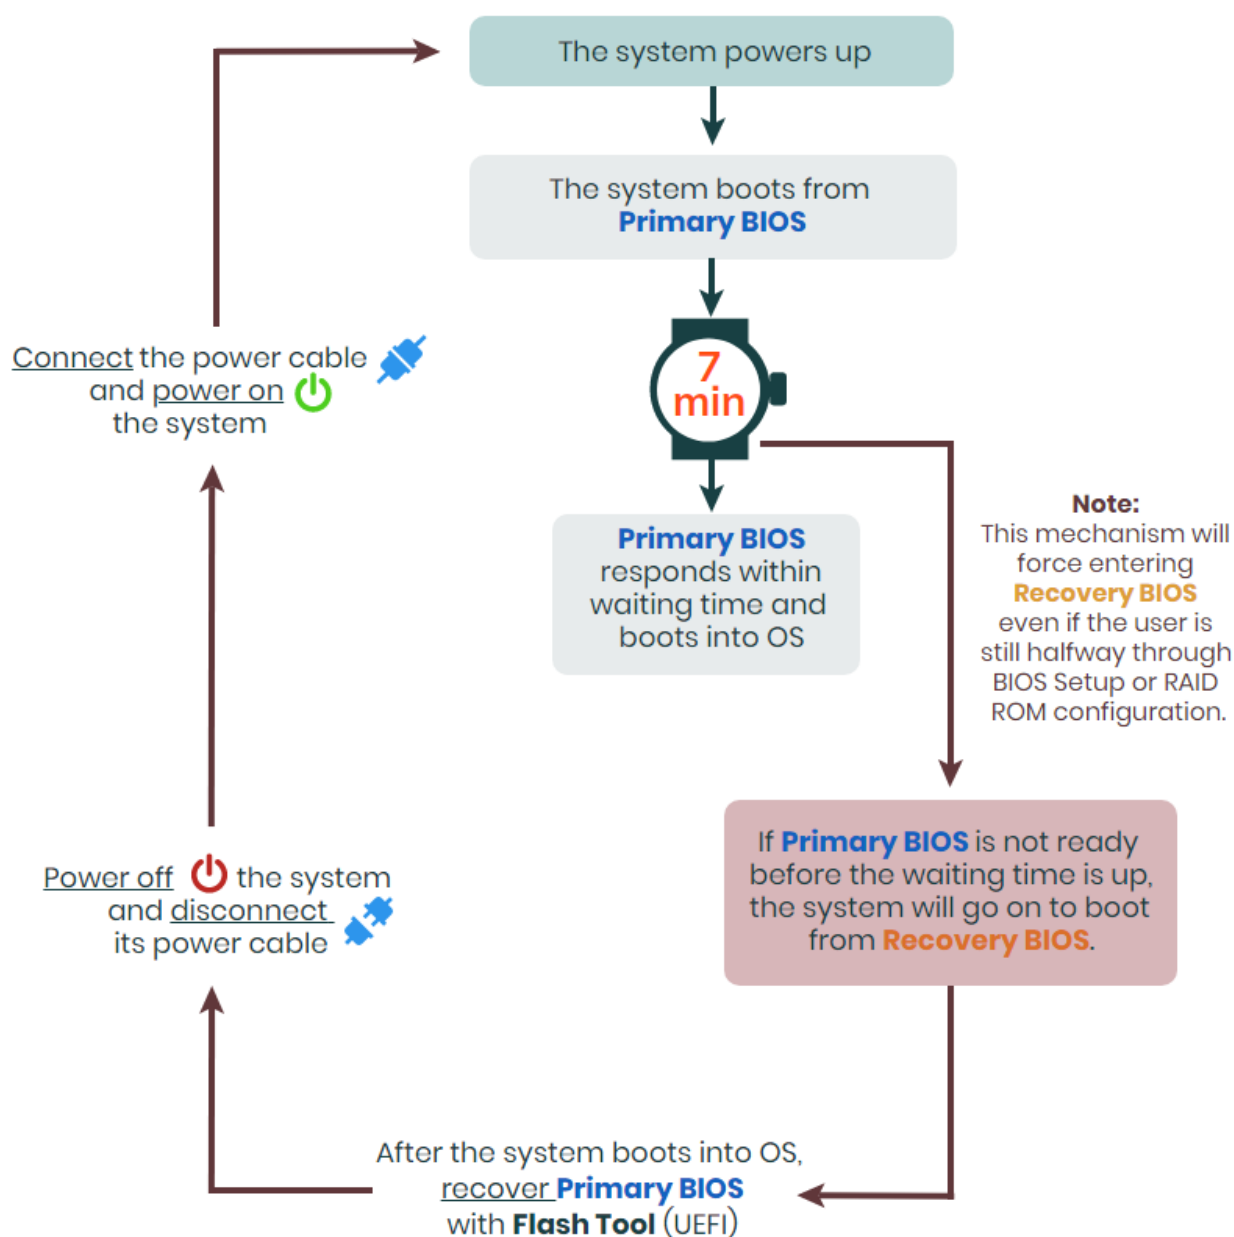 The system powers up
The system boots from
Primary BIOS
7
min
Primary BIOS
responds within
waiting time and
boots into OS
Note:
This mechanism will
force entering
Recovery BIOS
even if the user is
still halfway through
BIOS Setup or RAID
ROM configuration.
If Primary BIOS is not ready
before the waiting time is up,
the system will go on to boot
from Recovery BIOS.
After the system boots into OS,
recover Primary BIOS
with Flash Tool (UEFI)
Power off the system
and disconnect
its power cable
Connect the power cable
and power on
the system